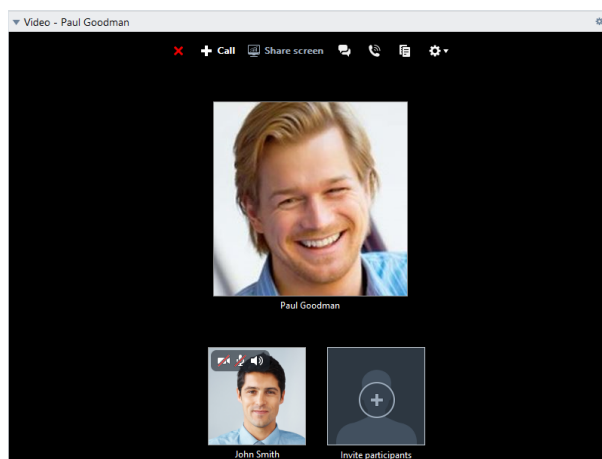 Video - Paul Goodman
Call Share screen
Paul Goodman
John Smith Invite participants